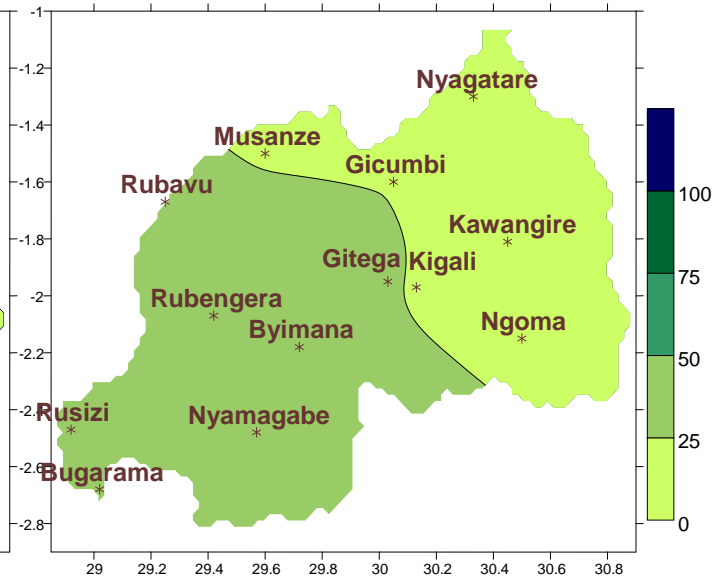 -1
-1.2
-1.4
-1.6
-1.8
-2
-2.2
-2.4
-2.6
-2.8
Nyagatare
Musanze
Gicumbi
Rubavu
Kawangire
Gitega Kigali
Rubengera
Byimana
Ngoma
Rusizi
Nyamagabe
Bugarama
29 29.2 29.4 29.6 29.8 30 30.2 30.4 30.6 30.8
100
75
50
25
0